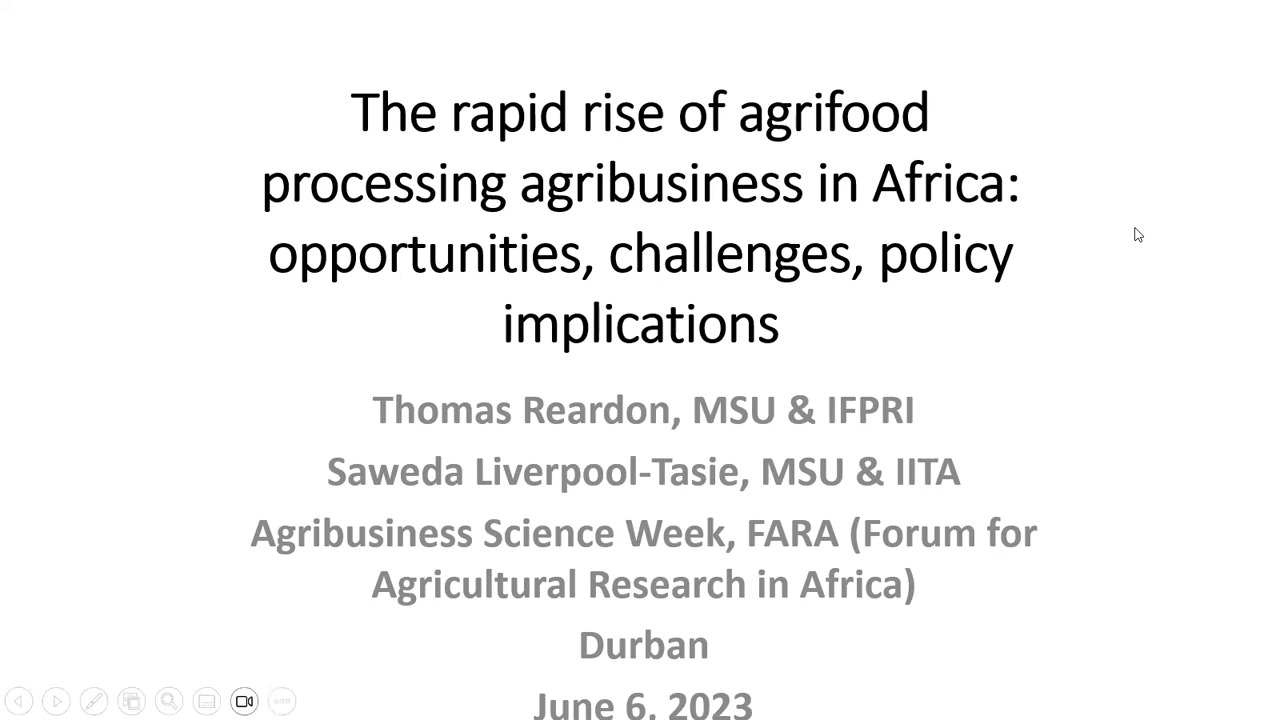 The rapid rise of agrifood
processing agribusiness in Africa:
opportunities, challenges, policy
implications
Thomas Reardon, MSU & IFPRI
Saweda Liverpool-Tasie, MSU & IITA
Agribusiness Science Week, FARA (Forum for
Agricultural Research in Africa)
Durban
June 6, 2023